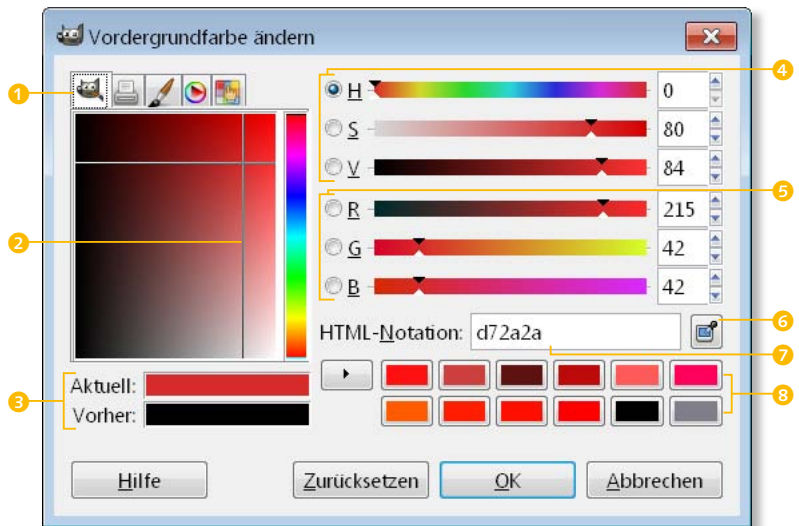 Vordergrundfarbe ändern
1
4
H 0
S 80
V 84
5
R 215
2
G 42
B 42
6
HTML-Notation: d72a2a
7
3
Aktuell:
8
Vorher:
Hilfe Zurücksetzen OK Abbrechen